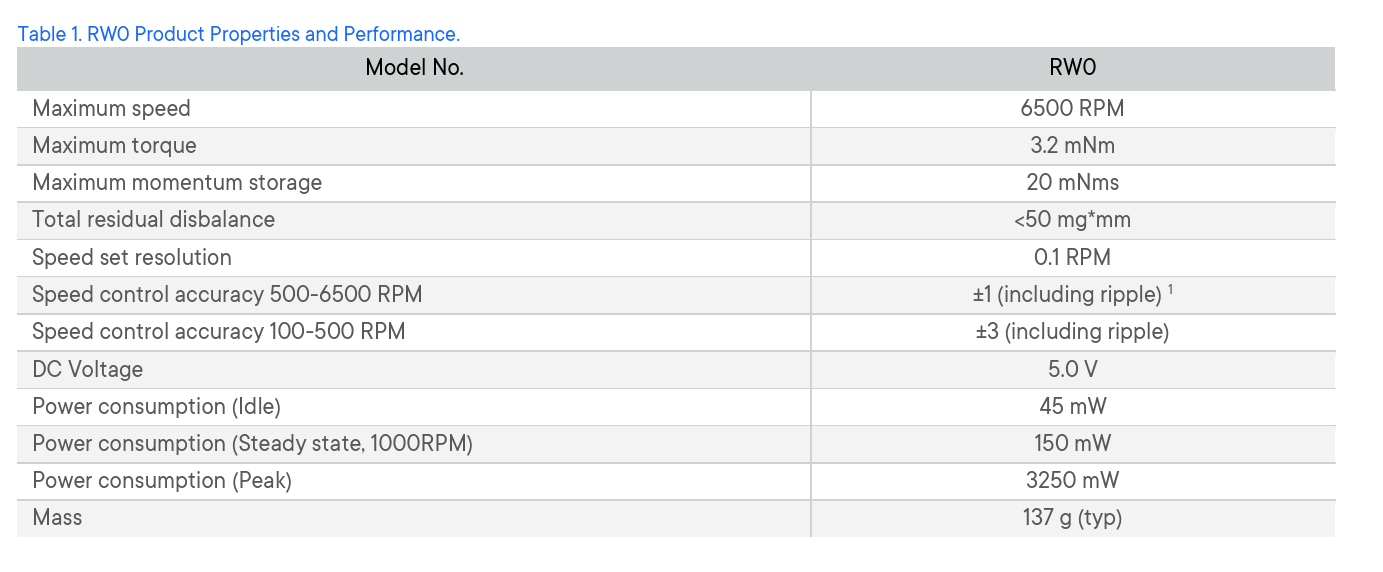 Table 1. RW0 Product Properties and Performance.
Model No. RW0
Maximum speed 6500 RPM
Maximum torque 3.2 mNm
Maximum momentum storage 20 mNms
Total residual disbalance <50 mg*mm
Speed set resolution 0.1 RPM
Speed control accuracy 500-6500 RPM ±1 (including ripple) ¹
Speed control accuracy 100-500 RPM ±3 (including ripple)
DC Voltage 5.0 V
Power consumption (Idle) 45 mW
Power consumption (Steady state, 1000RPM) 150 mW
Power consumption (Peak) 3250 mW
Mass 137 g (typ)